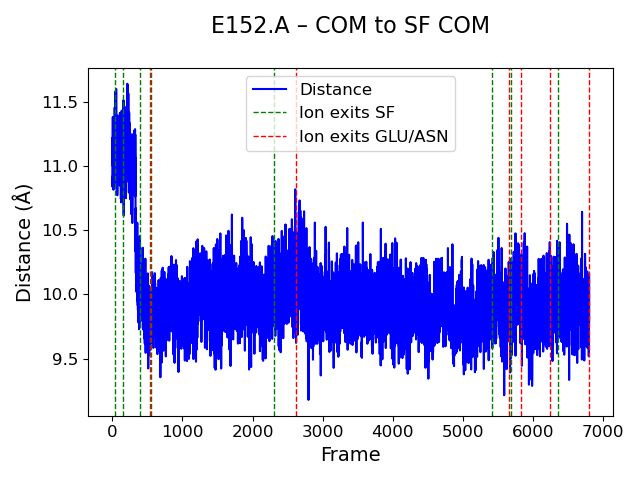 E152.A – COM to SF COM
Distance
Ion exits SF
Ion exits GLU/ASN
Distance (Å)
11.5
11.0
10.5
10.0
9.5
0 1000 2000 3000 4000 5000 6000 7000
Frame